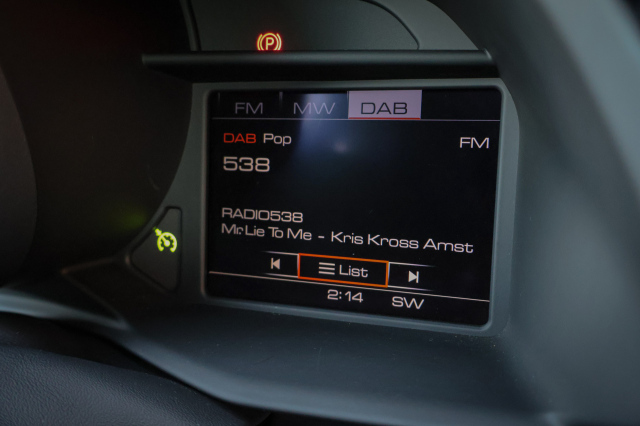 P
FM MW DAB
DAB Pop FM
538
RADIO538
Mr. Lie To Me - Kris Kross Amst
List
2:14 SW